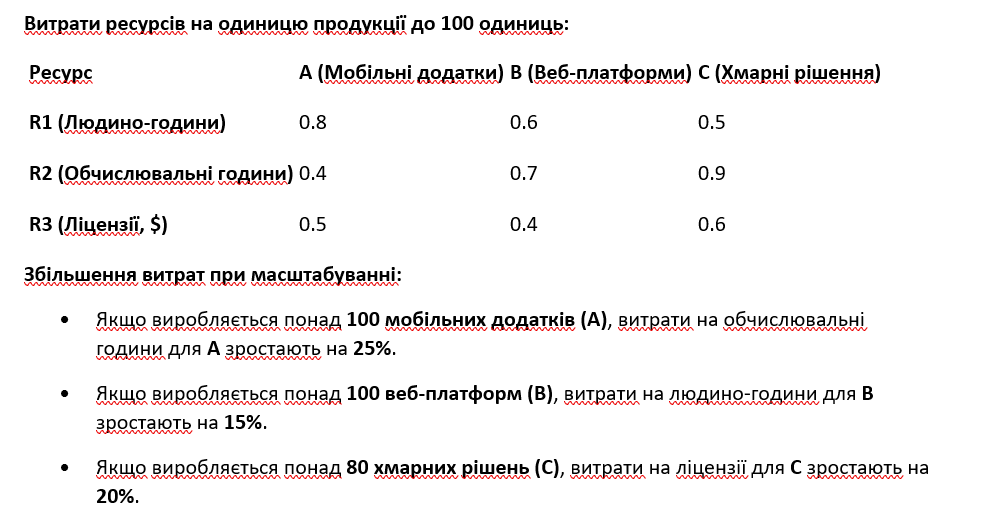 Витрати ресурсів на одиницю продукції до 100 одиниць:
Ресурс А (Мобільні додатки) В (Веб-платформи) С (Хмарні рішення)
R1 (Людино-години) 0.8 0.6 0.5
R2 (Обчислювальні години) 0.4 0.7 0.9
R3 (Ліцензії, $) 0.5 0.4 0.6
Збільшення витрат при масштабуванні:
• Якщо виробляється понад 100 мобільних додатків (А), витрати на обчислювальні
години для А зростають на 25%.
• Якщо виробляється понад 100 веб-платформ (В), витрати на людино-години для В
зростають на 15%.
• Якщо виробляється понад 80 хмарних рішень (С), витрати на ліцензії для С зростають на
20%.